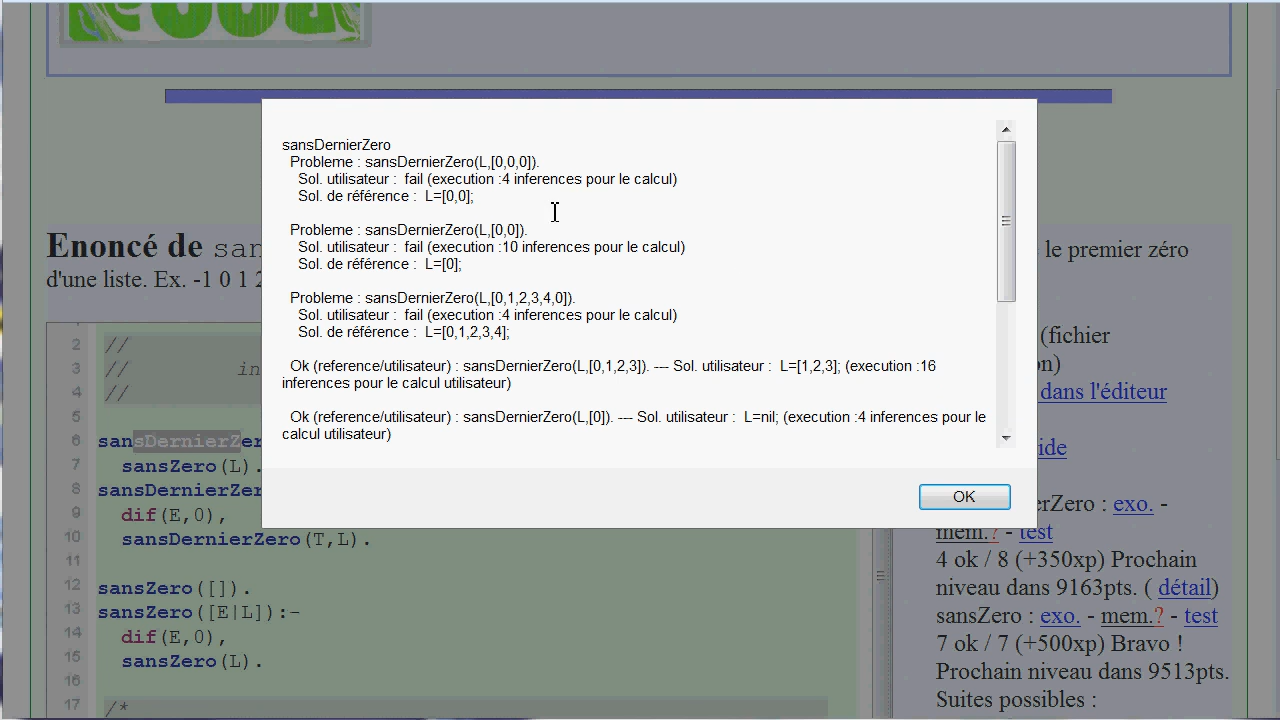 sansDernierZero
Probleme : sansDernierZero(L,[0,0,0]).
Sol. utilisateur :  fail (execution :4 inferences pour le calcul)
Sol. de référence :  L=[0,0];
Probleme : sansDernierZero(L,[0,0]).
Sol. utilisateur :  fail (execution :10 inferences pour le calcul)
Sol. de référence :  L=[0];
Probleme : sansDernierZero(L,[0,1,2,3,4,0]).
Sol. utilisateur :  fail (execution :4 inferences pour le calcul)
Sol. de référence :  L=[0,1,2,3,4];
Ok (reference/utilisateur) : sansDernierZero(L,[0,1,2,3]). --- Sol. utilisateur :  L=[1,2,3]; (execution :16
inferences pour le calcul utilisateur)
Ok (reference/utilisateur) : sansDernierZero(L,[0]). --- Sol. utilisateur :  L=nil; (execution :4 inferences pour le
calcul utilisateur)
OK
Enoncé de san
le premier zéro
d'une liste. Ex. -1 0 1 2
2 //
3 // in
4 //
5
6 sansDernierZer
7 sansZero(L).
8 sansDernierZer
9 dif(E,0),
10 sansDernierZero(T,L).
11
12 sansZero([]).
13 sansZero([E|L]):-
14 dif(E,0),
15 sansZero(L).
16
17 /*
(fichier
on)
dans l'éditeur
ide
erZero : exo. -
mem.? - test
4 ok / 8 (+350xp) Prochain
niveau dans 9163pts. ( détail)
sansZero : exo. - mem.? - test
7 ok / 7 (+500xp) Bravo !
Prochain niveau dans 9513pts.
Suites possibles :